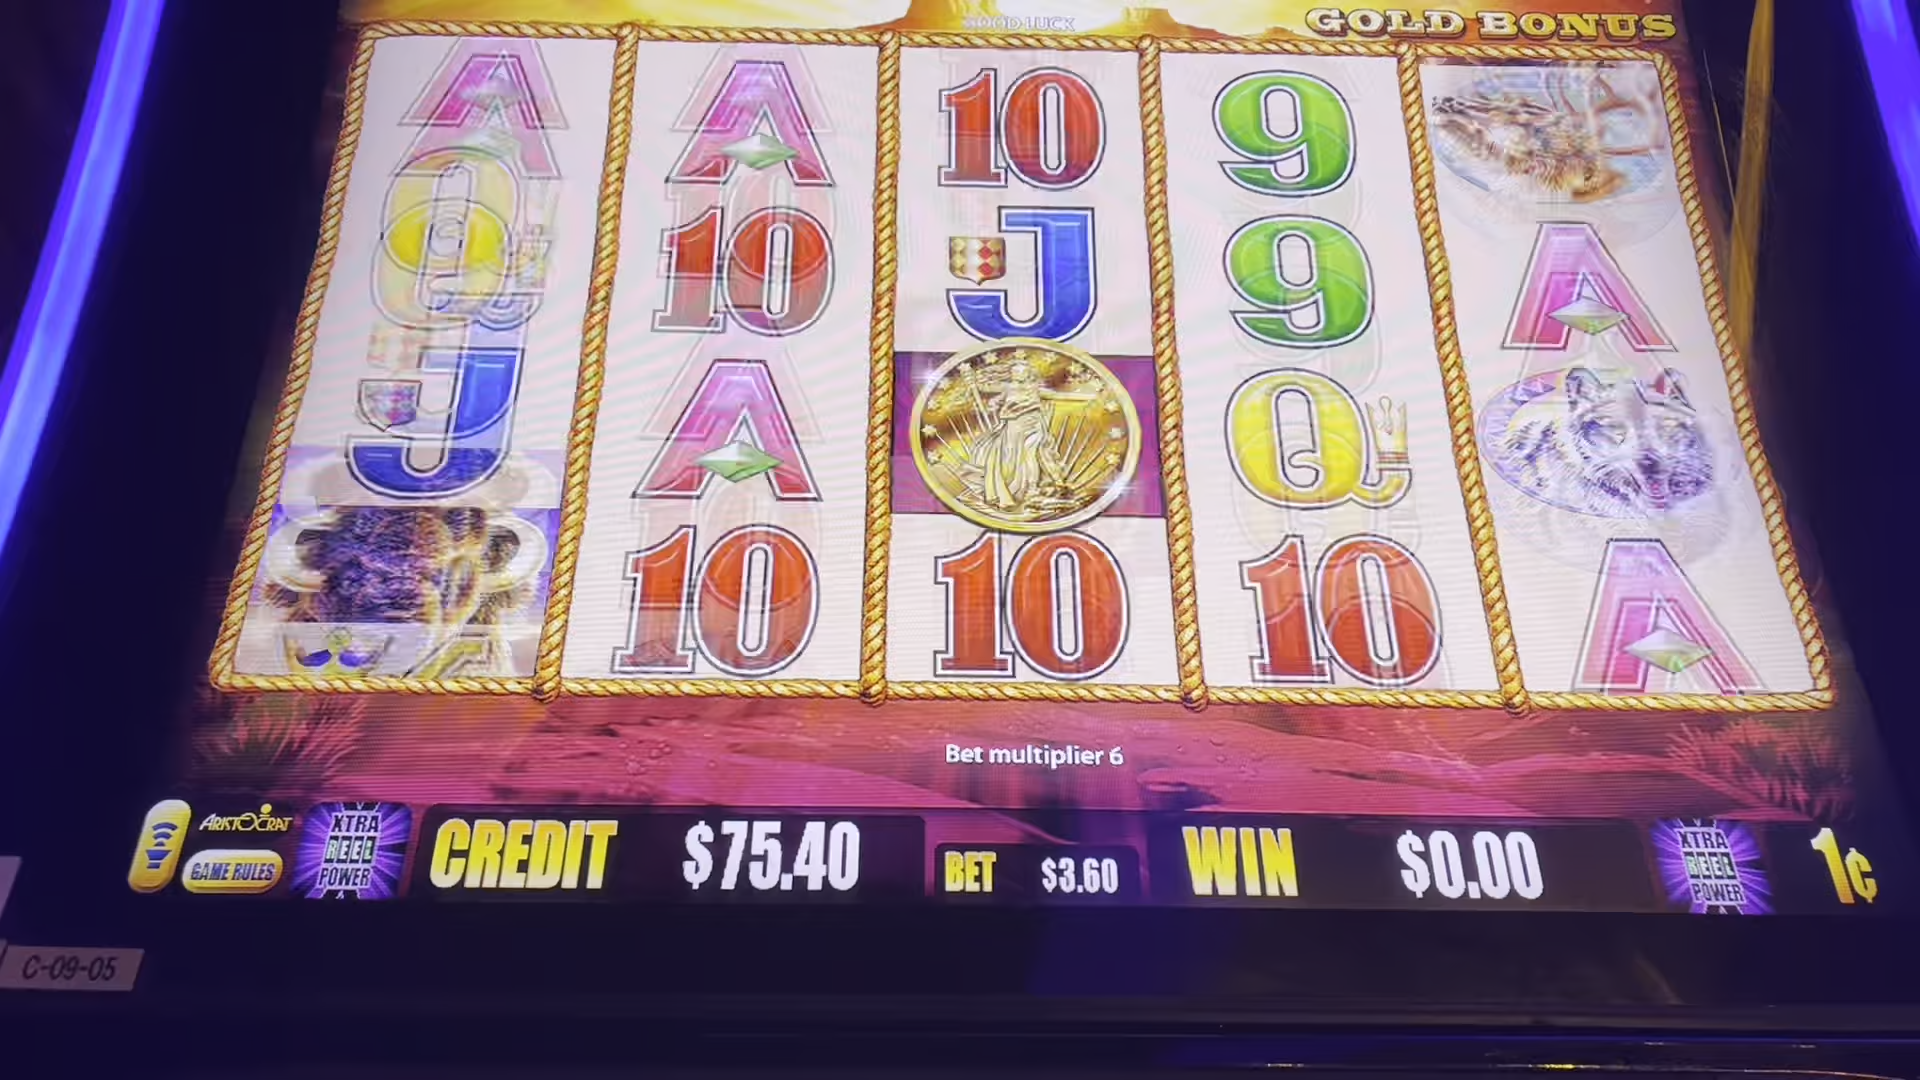 GOOD LUCK
GOLD BONUS
A A 10 9
Q 10 J 9 A
J A Q
10 10 10 A
Bet multiplier 6
ARISTOCRAT
GAME RULES
XTRA
REEL
POWER
CREDIT $75.40
BET $3.60
WIN $0.00
XTRA
REEL
POWER
1¢
C-09-05